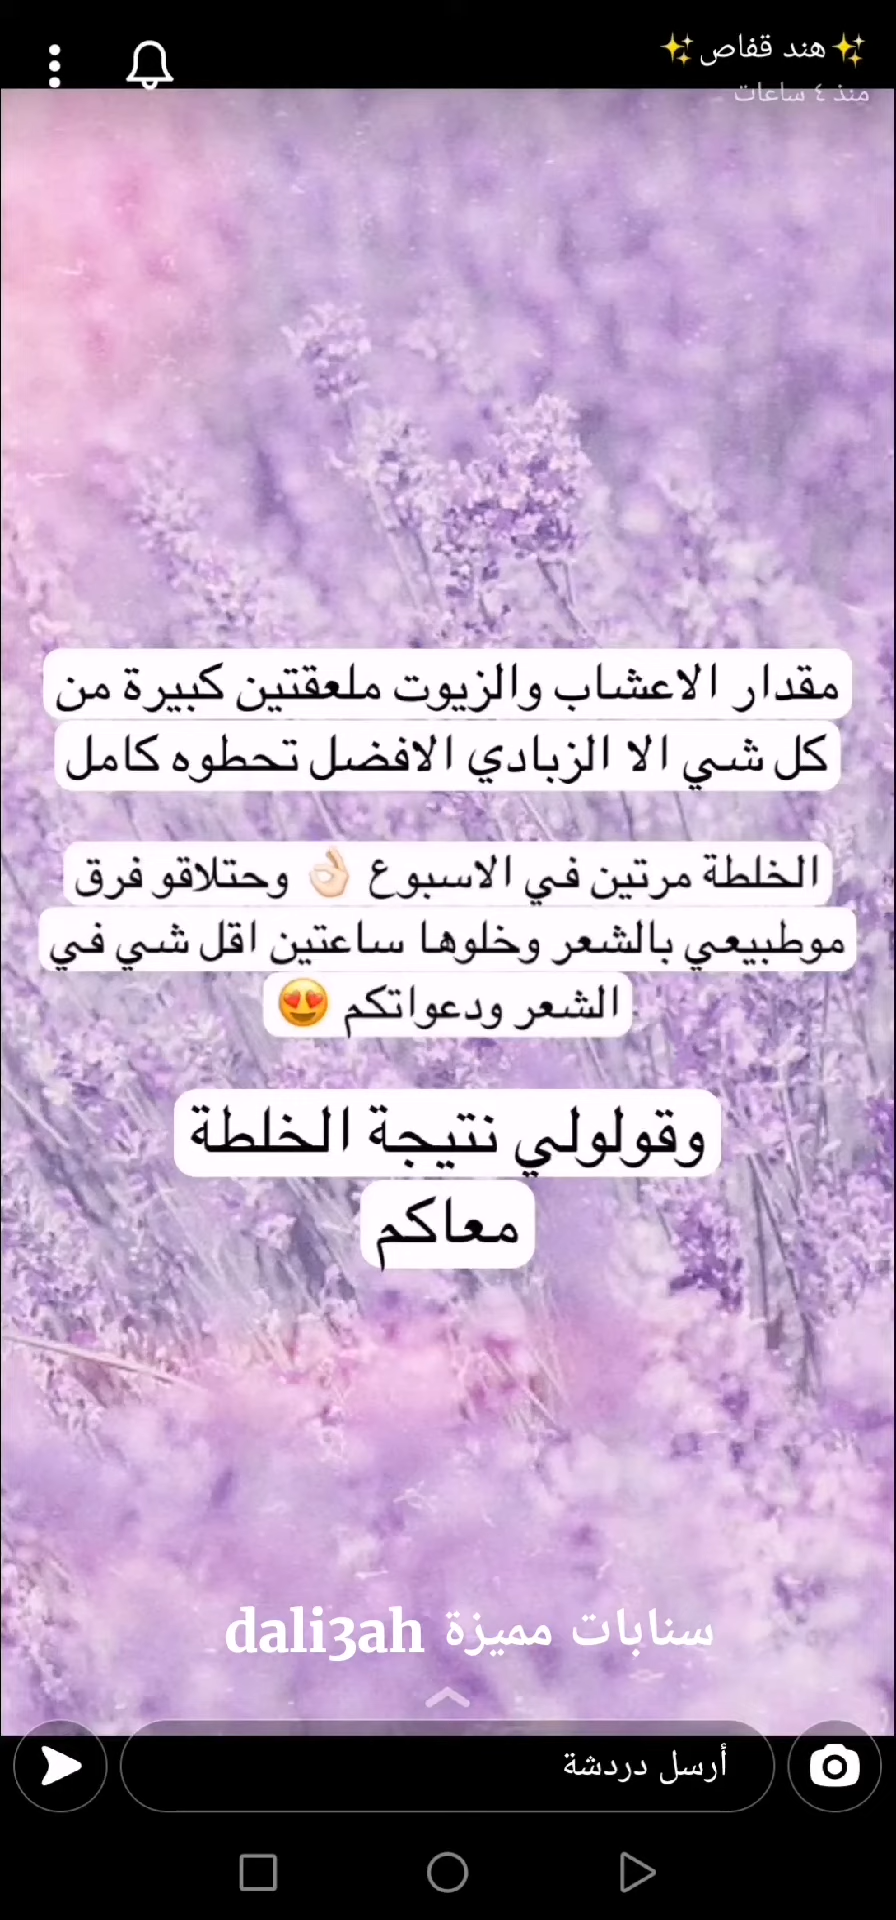 ✨هند قفاص✨
منذ ٤ ساعات
مقدار الاعشاب والزيوت ملعقتين كبيرة من
كل شي الا الزبادي الافضل تحطوه كامل
الخلطة مرتين في الاسبوع 👌🏻 وحتلاقو فرق
موطبيعي بالشعر وخلوها ساعتين اقل شي في
الشعر ودعواتكم 😍
وقولولي نتيجة الخلطة
معاكم
سنابات مميزة dali3ah
أرسل دردشة